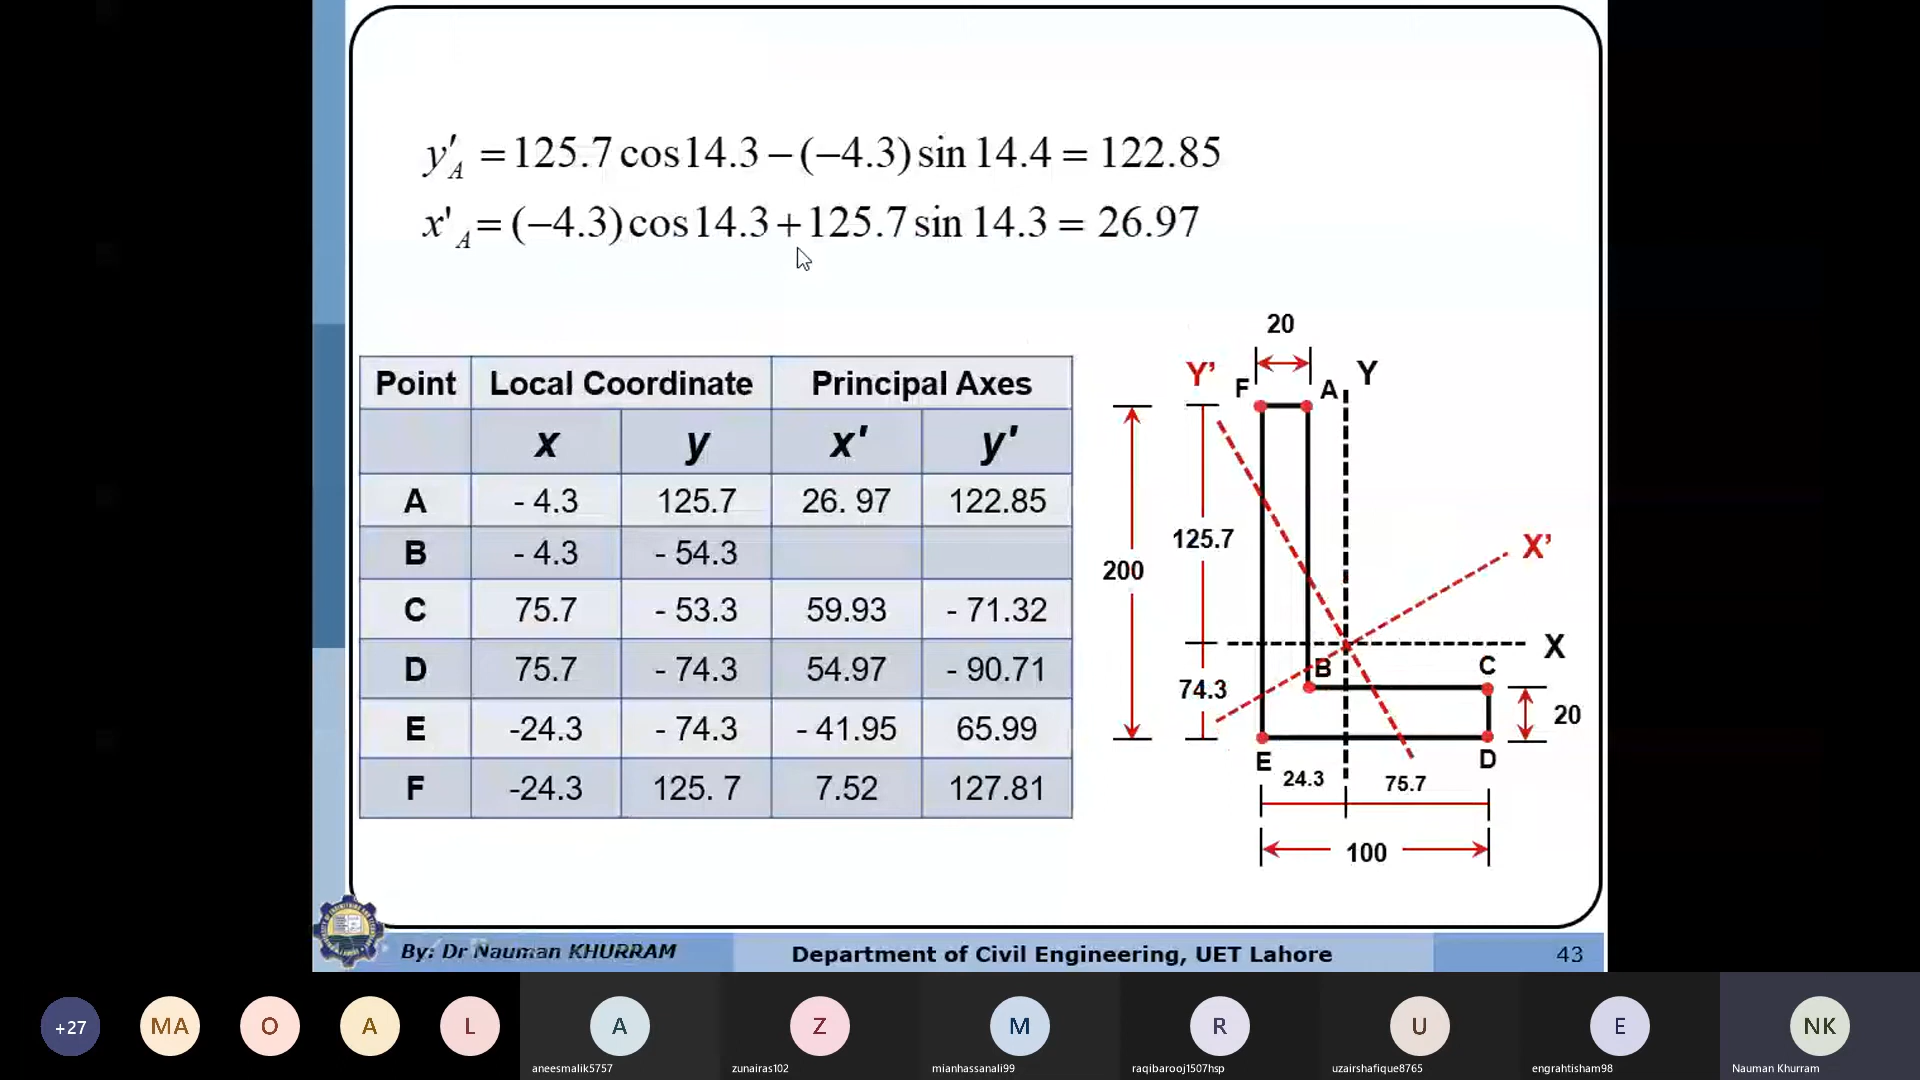 y'A = 125.7 cos14.3 − (−4.3) sin 14.4 = 122.85
x'A = (−4.3) cos14.3 + 125.7 sin 14.3 = 26.97
Point Local Coordinate Principal Axes
x y x' y'
A - 4.3 125.7 26. 97 122.85
B - 4.3 - 54.3
C 75.7 - 53.3 59.93 - 71.32
D 75.7 - 74.3 54.97 - 90.71
E -24.3 - 74.3 - 41.95 65.99
F -24.3 125. 7 7.52 127.81
20
Y’ F A Y
125.7
200
X’
X
B C
74.3
20
E D
24.3 75.7
100
By: Dr Nauman KHURRAM Department of Civil Engineering, UET Lahore 43
+27 MA O A L A Z M R U E NK
aneesmalik5757 zunairas102 mianhassanali99 raqibarooj1507hsp uzairshafique8765 engrahtisham98 Nauman Khurram